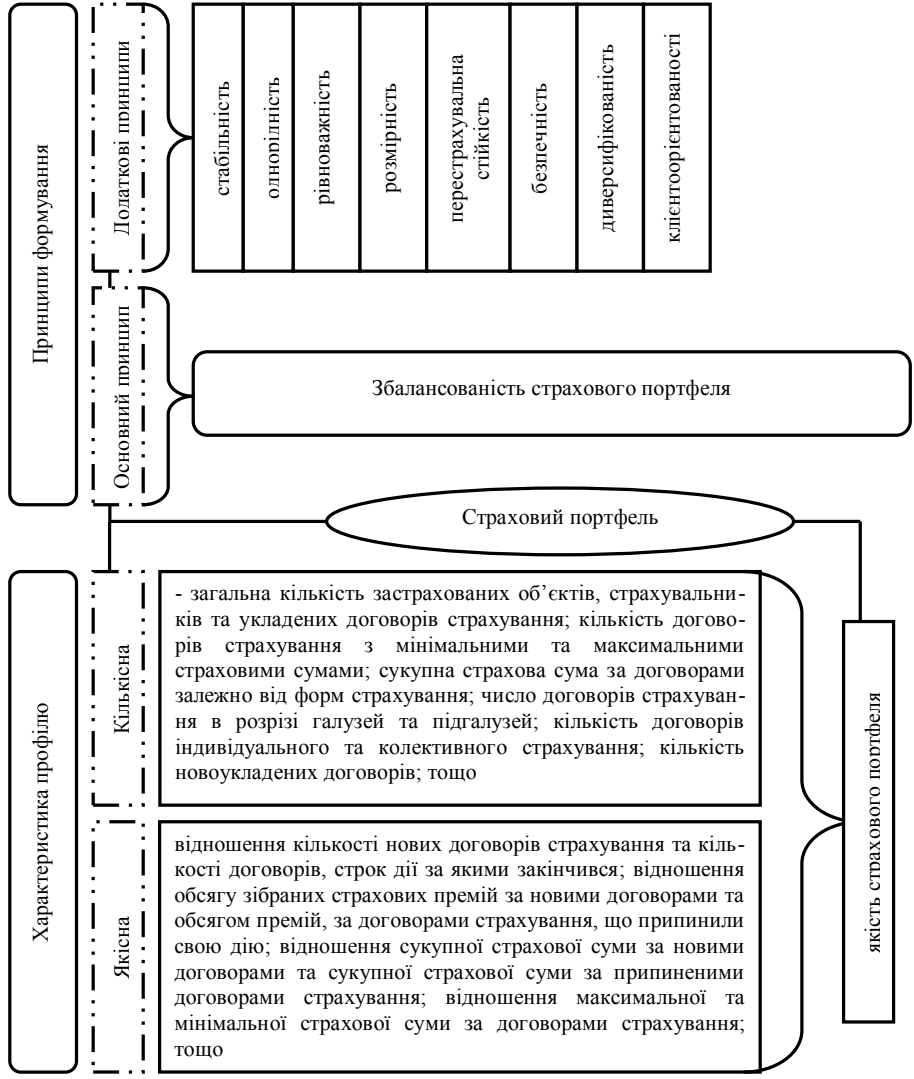 Принципи формування
Додаткові принципи
стабільність
однорідність
рівноважність
розмірність
перестрахувальна
стійкість
безпечність
диверсифікованість
клієнтоорієнтованості
Основний принцип
Збалансованість страхового портфеля
Страховий портфель
Характеристика профілю
Кількісна
- загальна кількість застрахованих об’єктів, страхувальни-
ків та укладених договорів страхування; кількість догово-
рів страхування з мінімальними та максимальними
страховими сумами; сукупна страхова сума за договорами
залежно від форм страхування; число договорів страхуван-
ня в розрізі галузей та підгалузей; кількість договорів
індивідуального та колективного страхування; кількість
новоукладених договорів; тощо
Якісна
відношення кількості нових договорів страхування та кіль-
кості договорів, строк дії за якими закінчився; відношення
обсягу зібраних страхових премій за новими договорами та
обсягом премій, за договорами страхування, що припинили
свою дію; відношення сукупної страхової суми за новими
договорами та сукупної страхової суми за припиненими
договорами страхування; відношення максимальної та
мінімальної страхової суми за договорами страхування;
тощо
якість страхового портфеля